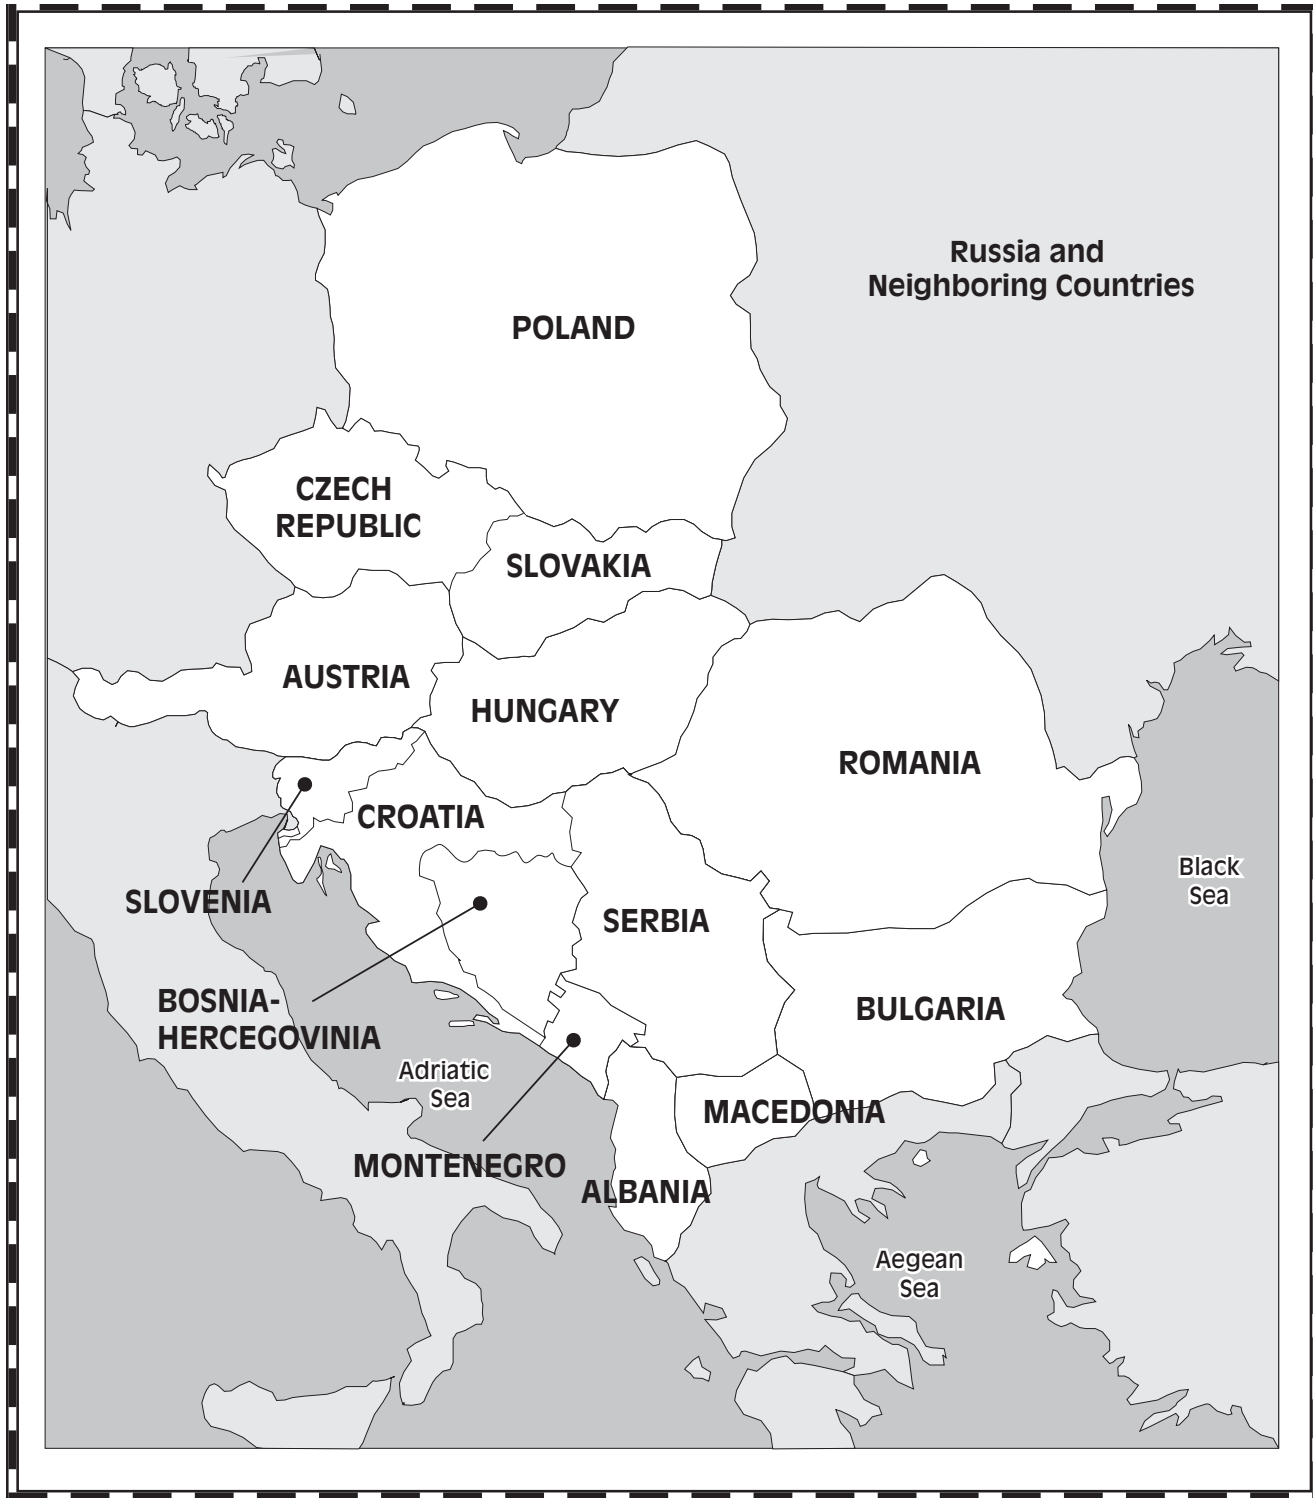 Russia and
Neighboring Countries
POLAND
CZECH
REPUBLIC
SLOVAKIA
AUSTRIA
HUNGARY
ROMANIA
CROATIA
Black
Sea
SLOVENIA
SERBIA
BOSNIA-
HERCEGOVINIA
BULGARIA
Adriatic
Sea
MACEDONIA
MONTENEGRO
ALBANIA
Aegean
Sea